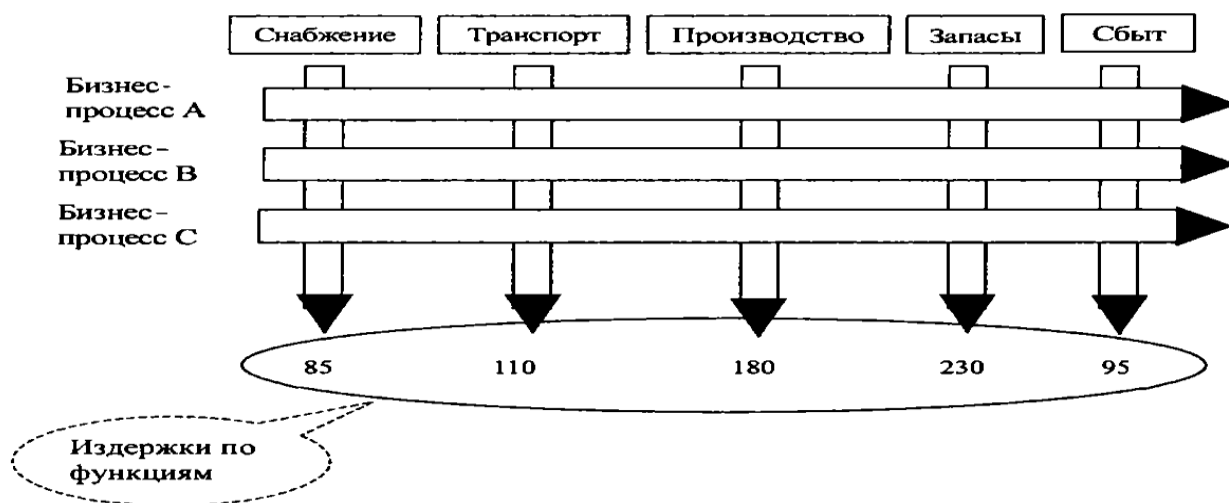 Снабжение Транспорт Производство Запасы Сбыт
Бизнес-
процесс А
Бизнес-
процесс В
Бизнес-
процесс С
85 110 180 230 95
Издержки по
функциям